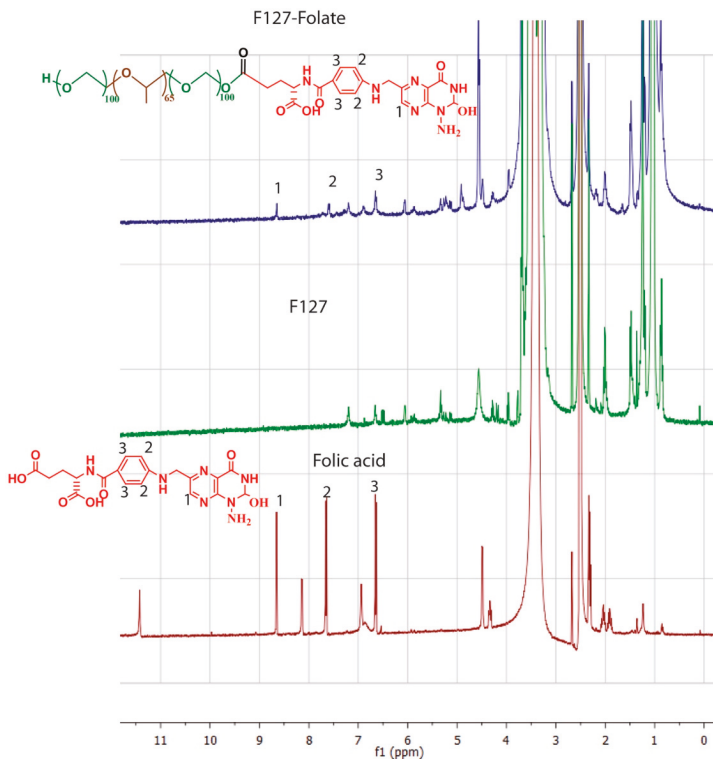 F127-Folate
H O 100 O 65 O 100 O O N H O OH O 3 2 3 2 N H N N 1 O NH N OH NH₂
1 2 3
F127
Folic acid
HO O O OH N H O 3 2 3 2 N H N N 1 O NH N OH NH₂
1 2 3
11 10 9 8 7 6 5 4 3 2 1 0
f1 (ppm)